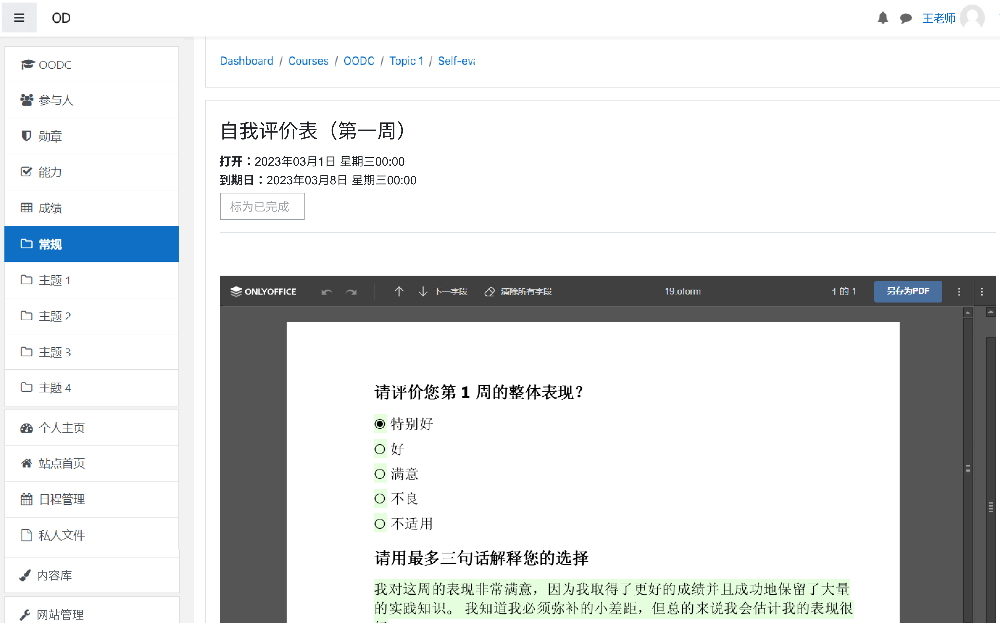 OD
王老师
OODC
参与人
勋章
能力
成绩
常规
主题 1
主题 2
主题 3
主题 4
个人主页
站点首页
日程管理
私人文件
内容库
网站管理
Dashboard / Courses / OODC / Topic 1 / Self-eva
自我评价表（第一周）
打开：2023年03月1日 星期三00:00
到期日：2023年03月8日 星期三00:00
标为已完成
ONLYOFFICE 下一字段 清除所有字段 19.oform 1 的 1 另存为PDF
请评价您第 1 周的整体表现？
特别好
好
满意
不良
不适用
请用最多三句话解释您的选择
我对这周的表现非常满意，因为我取得了更好的成绩并且成功地保留了大量
的实践知识。 我知道我必须弥补的小差距，但总的来说我会估计我的表现很